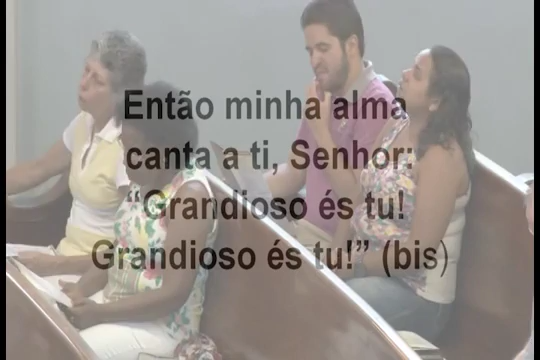 Então minha alma
canta a ti, Senhor:
“Grandioso és tu!
Grandioso és tu!” (bis)